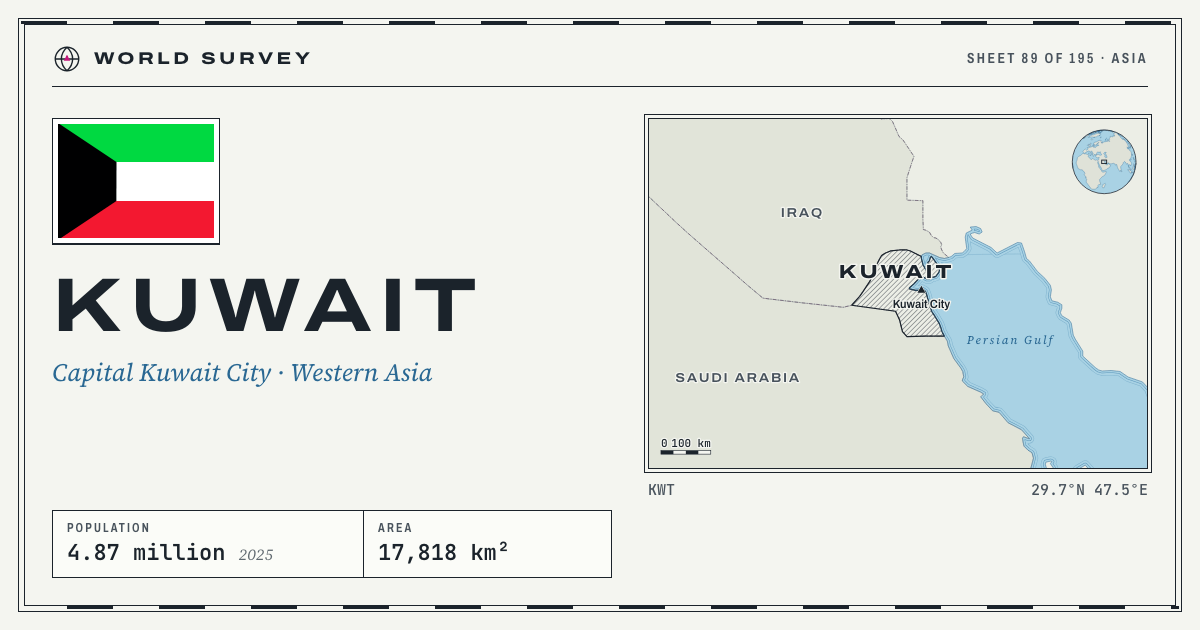 WORLD SURVEY
SHEET 89 OF 195 · ASIA
KUWAIT
Capital Kuwait City · Western Asia
POPULATION
4.87 million 2025
AREA
17,818 km²
IRAQ
KUWAIT
Kuwait City
Persian Gulf
SAUDI ARABIA
0 100 km
KWT
29.7°N 47.5°E